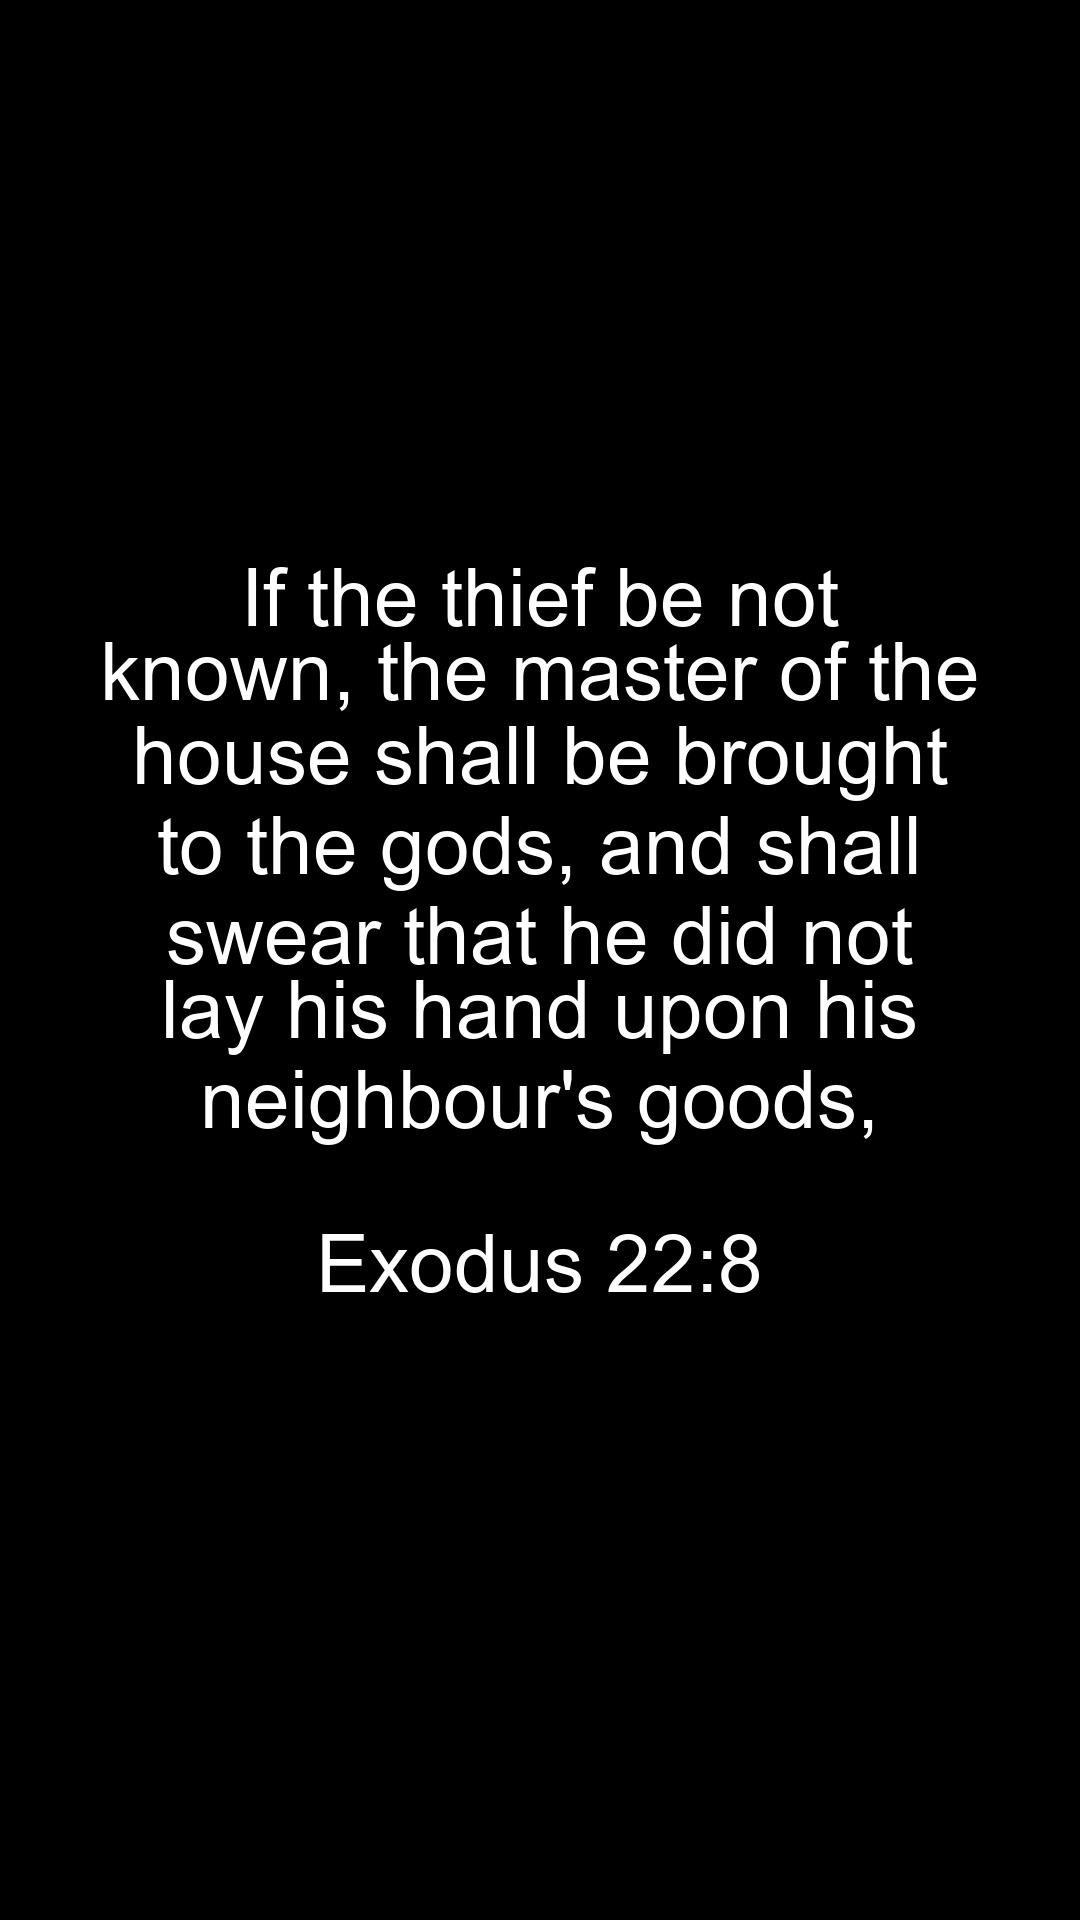 If the thief be not
known, the master of the
house shall be brought
to the gods, and shall
swear that he did not
lay his hand upon his
neighbour's goods,
Exodus 22:8